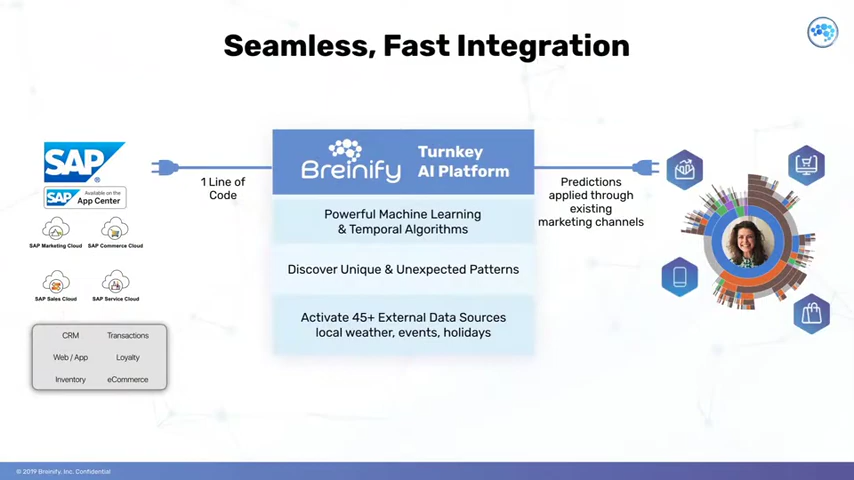 Seamless, Fast Integration
SAP
®
SAP
Available on the
App Center
SAP Marketing Cloud
SAP Commerce Cloud
SAP Sales Cloud
SAP Service Cloud
CRM
Transactions
Web / App
Loyalty
Inventory
eCommerce
1 Line of
Code
Breinify
Turnkey
AI Platform
Powerful Machine Learning
& Temporal Algorithms
Discover Unique & Unexpected Patterns
Activate 45+ External Data Sources
local weather, events, holidays
Predictions
applied through
existing
marketing channels
© 2019 Breinify, Inc. Confidential